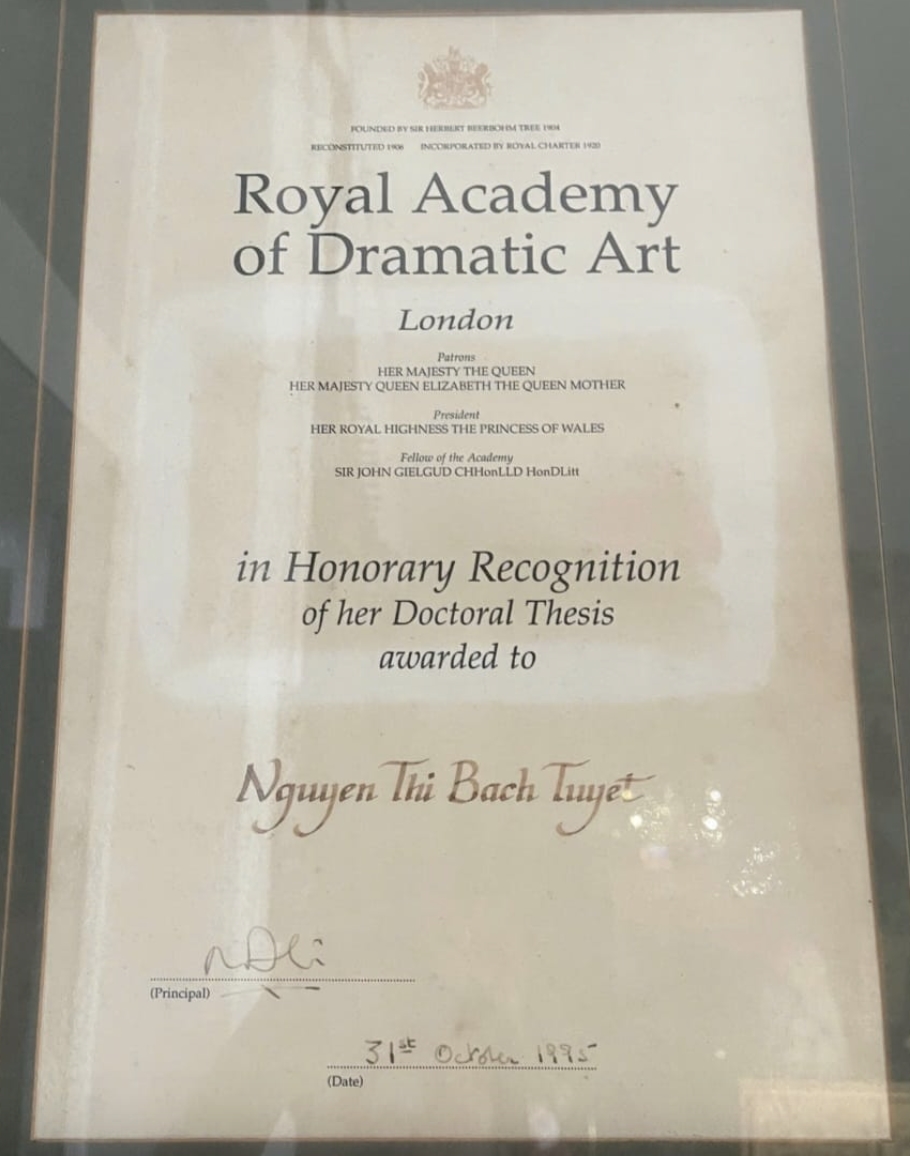 FOUNDED BY SIR HERBERT BEERBOHM TREE 1904
RECONSTITUTED 1906 INCORPORATED BY ROYAL CHARTER 1920
Royal Academy
of Dramatic Art
London
Patrons
HER MAJESTY THE QUEEN
HER MAJESTY QUEEN ELIZABETH THE QUEEN MOTHER
President
HER ROYAL HIGHNESS THE PRINCESS OF WALES
Fellow of the Academy
SIR JOHN GIELGUD CHHonLLD HonDLitt
in Honorary Recognition
of her Doctoral Thesis
awarded to
Nguyen Thi Bach Tuyet
(Principal)
31st October 1995
(Date)